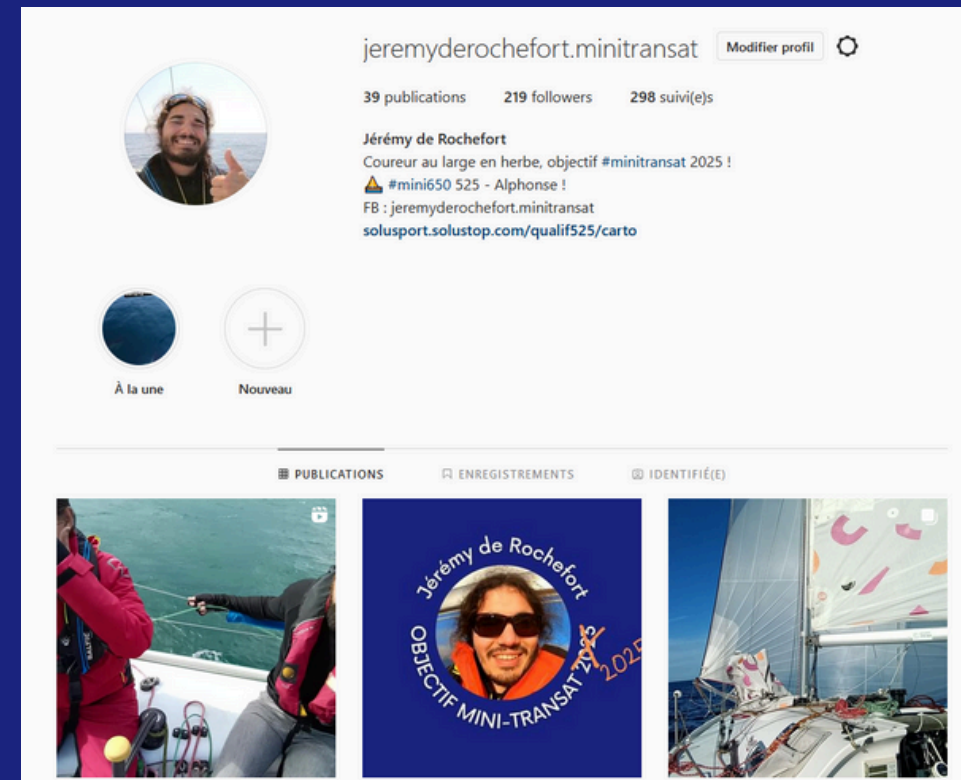 jeremyderochefort.minitransat Modifier profil
39 publications 219 followers 298 suivi(e)s
Jérémy de Rochefort
Coureur au large en herbe, objectif #minitransat 2025 !
#mini650 525 - Alphonse !
FB : jeremyderochefort.minitransat
solusport.solustop.com/qualif525/carto
À la une Nouveau
PUBLICATIONS ENREGISTREMENTS IDENTIFIÉ(E)
BALTIC
Jérémy de Rochefort
OBJECTIF MINI-TRANSAT
2025